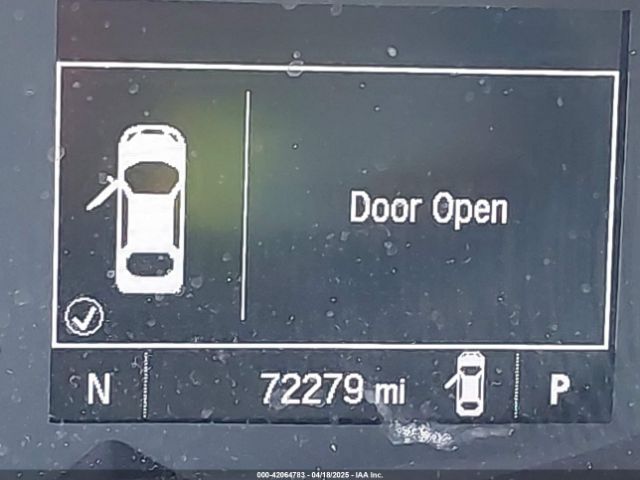 Door Open
N 72279 mi P
000-42064783 - 04/18/2025 - IAA Inc.